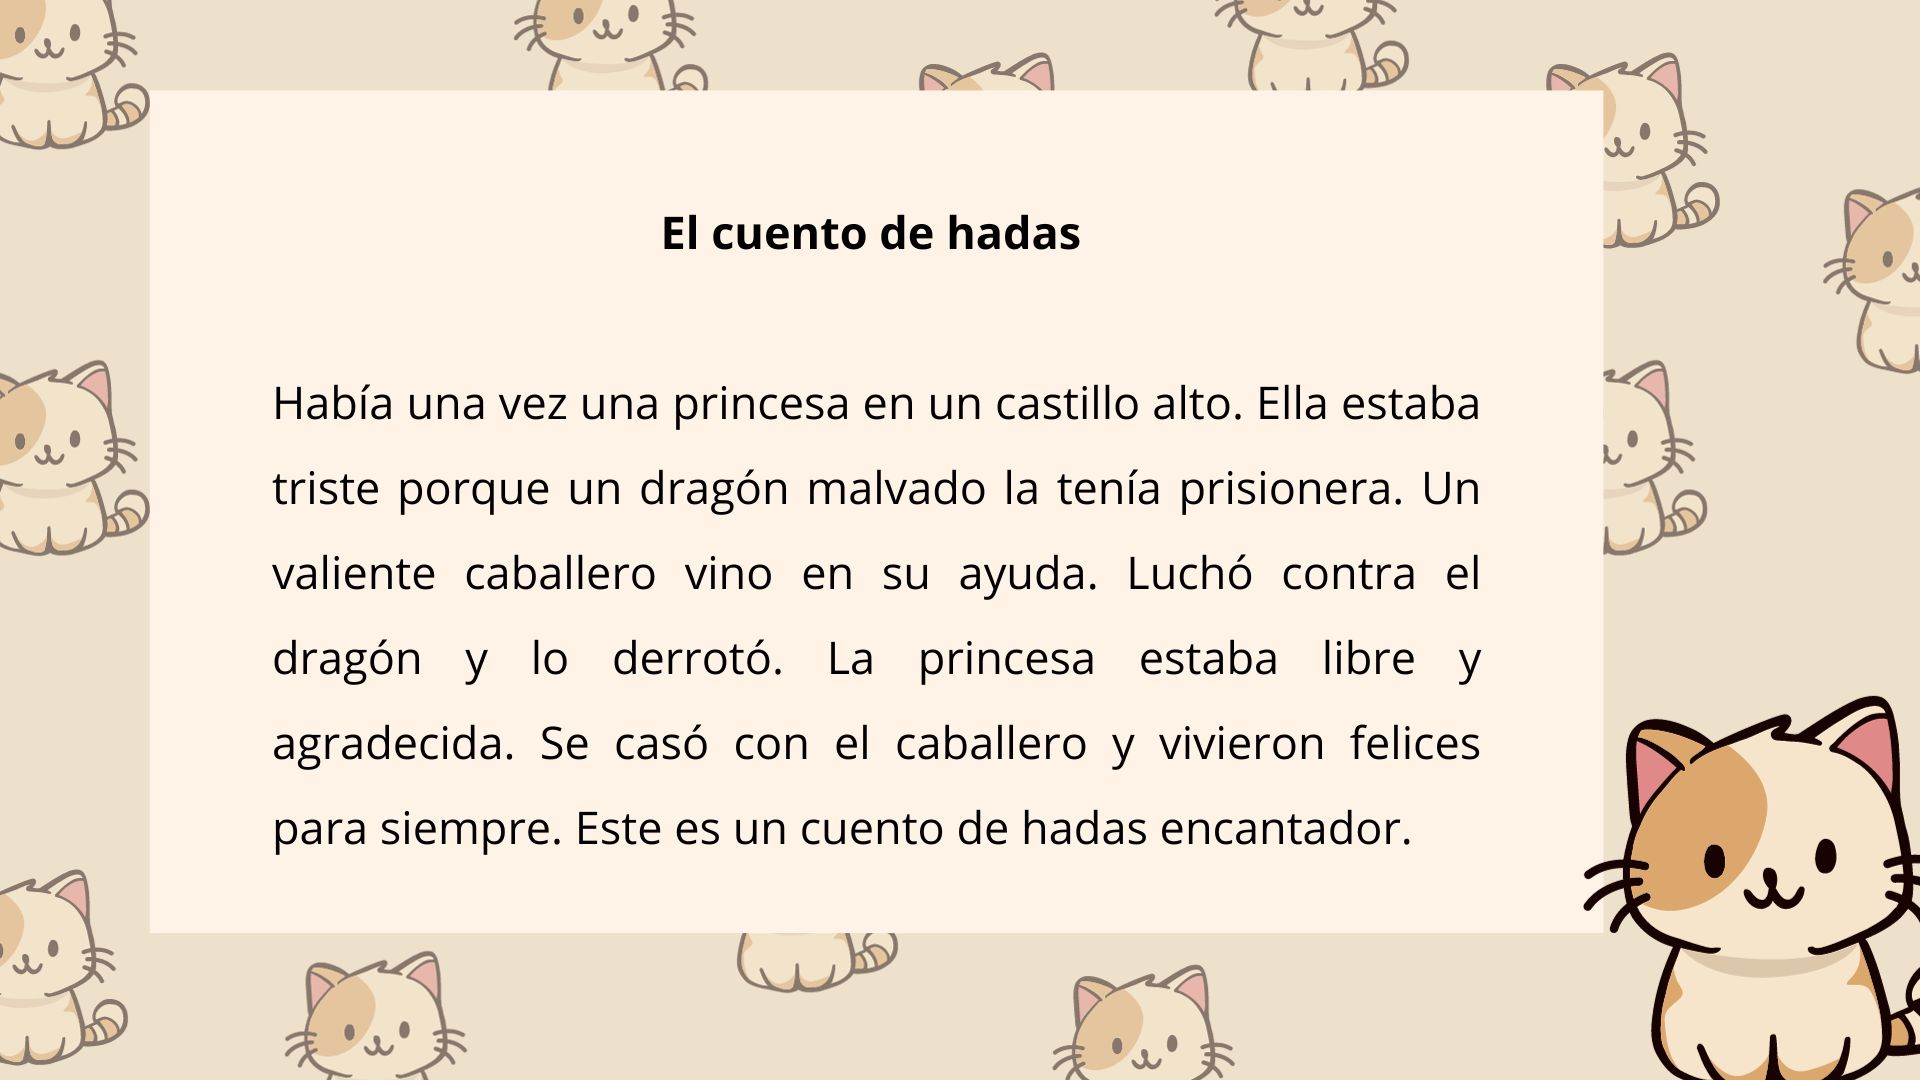 El cuento de hadas
Había una vez una princesa en un castillo alto. Ella estaba
triste porque un dragón malvado la tenía prisionera. Un
valiente caballero vino en su ayuda. Luchó contra el
dragón y lo derrotó. La princesa estaba libre y
agradecida. Se casó con el caballero y vivieron felices
para siempre. Este es un cuento de hadas encantador.